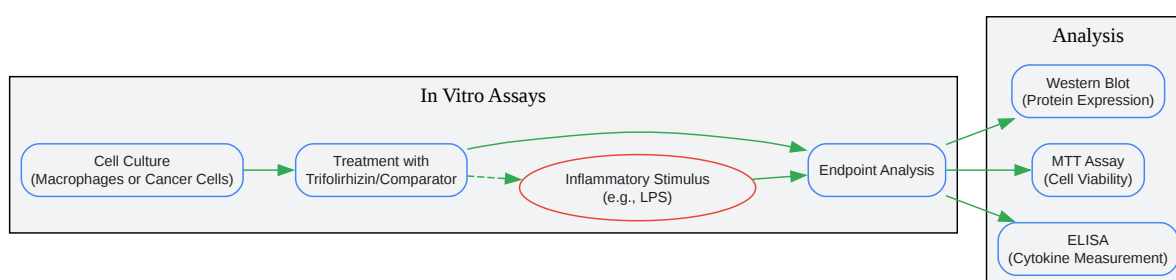 In Vitro Assays
Cell Culture
(Macrophages or Cancer Cells)
Treatment with
Trifolirhizin/Comparator
Inflammatory Stimulus
(e.g., LPS)
Endpoint Analysis
Analysis
Western Blot
(Protein Expression)
MTT Assay
(Cell Viability)
ELISA
(Cytokine Measurement)